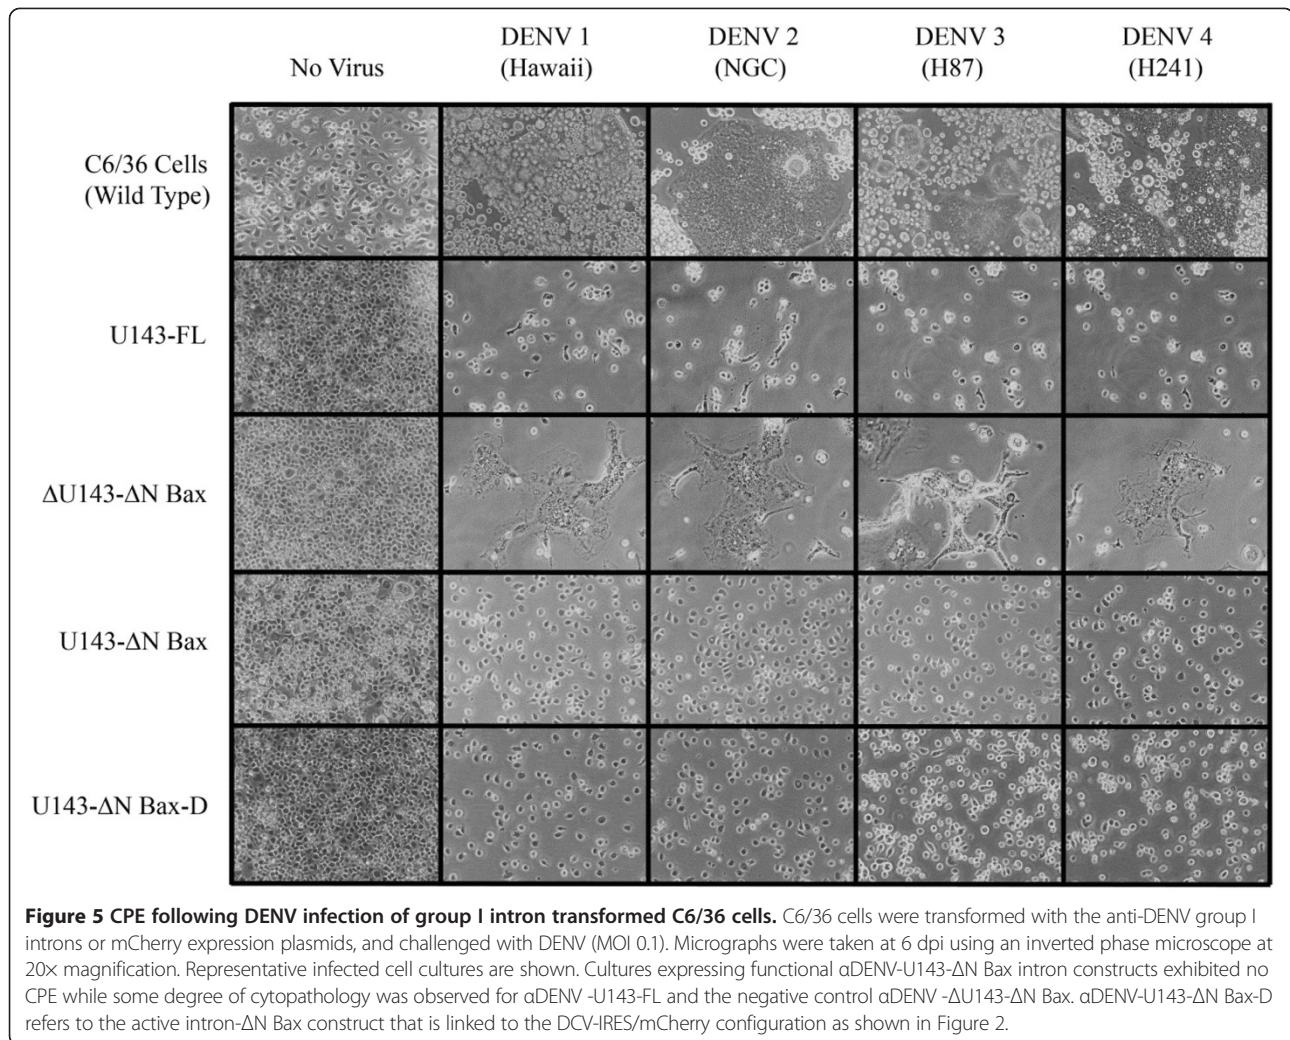 No Virus
DENV 1
(Hawaii)
DENV 2
(NGC)
DENV 3
(H87)
DENV 4
(H241)
C6/36 Cells
(Wild Type)
U143-FL
ΔU143-ΔN Bax
U143-ΔN Bax
U143-ΔN Bax-D
Figure 5 CPE following DENV infection of group I intron transformed C6/36 cells. C6/36 cells were transformed with the anti-DENV group I
introns or mCherry expression plasmids, and challenged with DENV (MOI 0.1). Micrographs were taken at 6 dpi using an inverted phase microscope at
20× magnification. Representative infected cell cultures are shown. Cultures expressing functional αDENV-U143-ΔN Bax intron constructs exhibited no
CPE while some degree of cytopathology was observed for αDENV -U143-FL and the negative control αDENV -ΔU143-ΔN Bax. αDENV-U143-ΔN Bax-D
refers to the active intron-ΔN Bax construct that is linked to the DCV-IRES/mCherry configuration as shown in Figure 2.